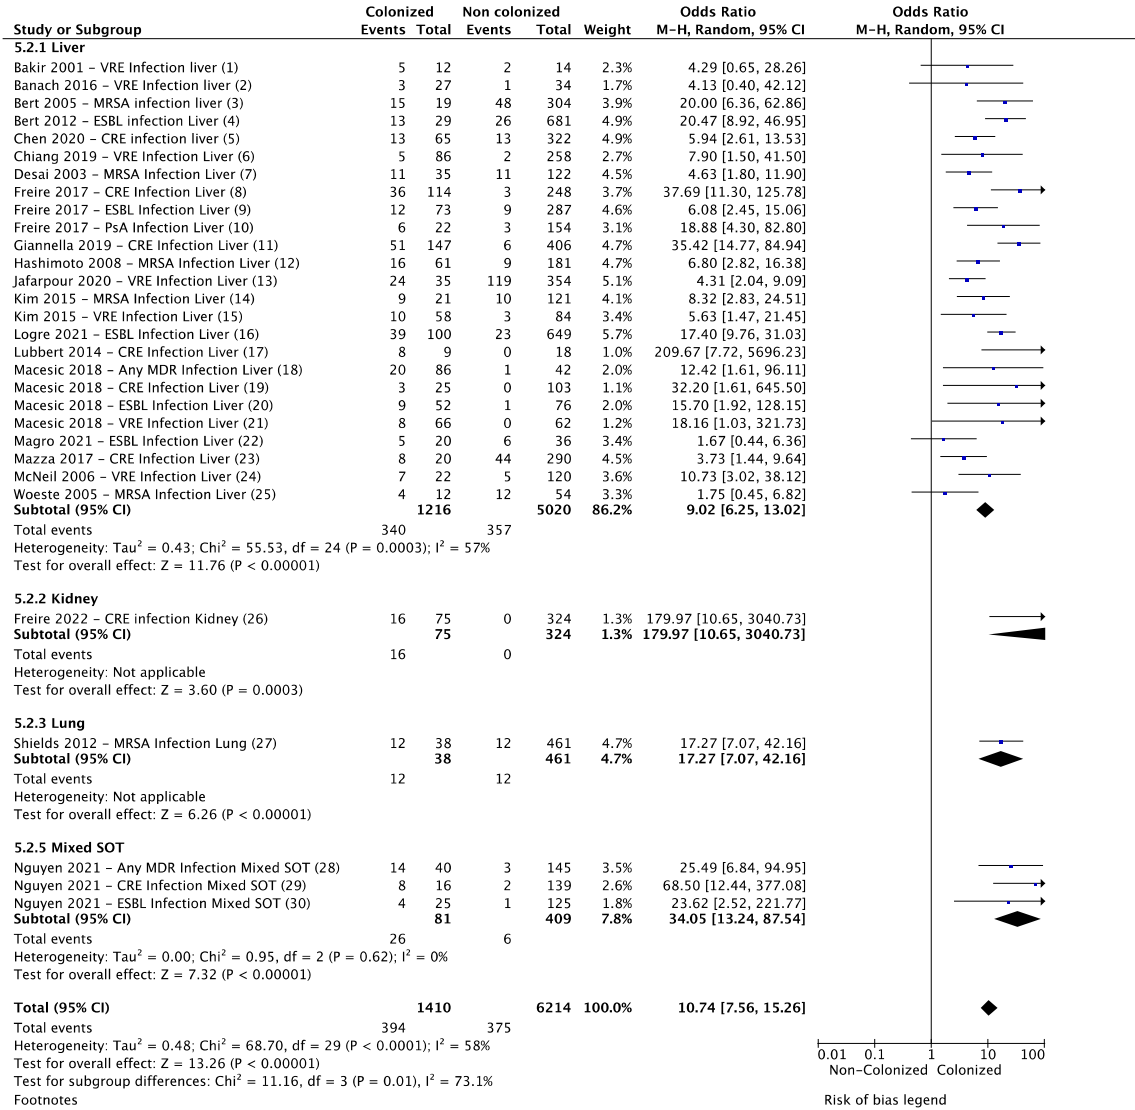 Colonized Non colonized Odds Ratio Odds Ratio
Study or Subgroup Events Total Events Total Weight M-H, Random, 95% CI M-H, Random, 95% CI
5.2.1 Liver
Bakir 2001 – VRE Infection liver (1) 5 12 2 14 2.3% 4.29 [0.65, 28.26]
Banach 2016 – VRE Infection liver (2) 3 27 1 34 1.7% 4.13 [0.40, 42.12]
Bert 2005 – MRSA infection liver (3) 15 19 48 304 3.9% 20.00 [6.36, 62.86]
Bert 2012 – ESBL infection liver (4) 13 29 26 681 4.9% 20.47 [8.92, 46.95]
Chen 2020 – CRE infection liver (5) 13 65 13 322 4.9% 5.94 [2.61, 13.53]
Chiang 2019 – VRE Infection Liver (6) 5 86 2 258 2.7% 7.90 [1.50, 41.50]
Desai 2003 – MRSA infection Liver (7) 11 35 11 122 4.5% 4.63 [1.80, 11.90]
Freire 2017 – CRE Infection Liver (8) 36 114 3 248 3.7% 37.69 [11.30, 125.78]
Freire 2017 – ESBL Infection Liver (9) 12 73 9 287 4.6% 6.08 [2.45, 15.06]
Freire 2017 – PsA Infection Liver (10) 6 22 3 154 3.1% 18.88 [4.30, 82.80]
Giannella 2019 – CRE Infection Liver (11) 51 147 6 406 4.7% 35.42 [14.77, 84.94]
Hashimoto 2008 – MRSA Infection Liver (12) 16 61 9 181 4.7% 6.80 [2.82, 16.38]
Jafarpour 2020 – VRE Infection Liver (13) 24 35 119 354 5.1% 4.31 [2.04, 9.09]
Kim 2015 – MRSA Infection Liver (14) 9 21 10 121 4.1% 8.32 [2.83, 24.51]
Kim 2015 – VRE Infection Liver (15) 10 58 3 84 3.4% 5.63 [1.47, 21.45]
Logre 2021 – ESBL Infection Liver (16) 39 100 23 649 5.7% 17.40 [9.76, 31.03]
Lubbert 2014 – CRE Infection Liver (17) 8 9 0 18 1.0% 209.67 [7.72, 5696.23]
Macesic 2018 – Any MDR Infection Liver (18) 20 86 1 42 2.0% 12.42 [1.61, 96.11]
Macesic 2018 – CRE Infection Liver (19) 3 25 0 103 1.1% 32.20 [1.61, 645.50]
Macesic 2018 – ESBL Infection Liver (20) 9 52 1 76 2.0% 15.70 [1.92, 128.15]
Macesic 2018 – VRE Infection Liver (21) 8 66 0 62 1.2% 18.16 [1.03, 321.73]
Magro 2021 – ESBL Infection Liver (22) 5 20 6 36 3.4% 1.67 [0.44, 6.36]
Mazza 2017 – CRE Infection Liver (23) 8 20 44 290 4.5% 3.73 [1.44, 9.64]
McNeil 2006 – VRE Infection Liver (24) 7 22 5 120 3.6% 10.73 [3.02, 38.12]
Woeste 2005 – MRSA Infection Liver (25) 4 12 12 54 3.3% 1.75 [0.45, 6.82]
Subtotal (95% CI) 1216 5020 86.2% 9.02 [6.25, 13.02]
Total events 340 357
Heterogeneity: Tau² = 0.43; Chi² = 55.53, df = 24 (P = 0.0003); I² = 57%
Test for overall effect: Z = 11.76 (P < 0.00001)
5.2.2 Kidney
Freire 2022 – CRE infection Kidney (26) 16 75 0 324 1.3% 179.97 [10.65, 3040.73]
Subtotal (95% CI) 75 324 1.3% 179.97 [10.65, 3040.73]
Total events 16 0
Heterogeneity: Not applicable
Test for overall effect: Z = 3.60 (P = 0.0003)
5.2.3 Lung
Shields 2012 – MRSA Infection Lung (27) 12 38 12 461 4.7% 17.27 [7.07, 42.16]
Subtotal (95% CI) 38 461 4.7% 17.27 [7.07, 42.16]
Total events 12 12
Heterogeneity: Not applicable
Test for overall effect: Z = 6.26 (P < 0.00001)
5.2.5 Mixed SOT
Nguyen 2021 – Any MDR Infection Mixed SOT (28) 14 40 3 145 3.5% 25.49 [6.84, 94.95]
Nguyen 2021 – CRE Infection Mixed SOT (29) 8 16 2 139 2.6% 68.50 [12.44, 377.08]
Nguyen 2021 – ESBL Infection Mixed SOT (30) 4 25 1 125 1.8% 23.62 [2.52, 221.77]
Subtotal (95% CI) 81 409 7.8% 34.05 [13.24, 87.54]
Total events 26 6
Heterogeneity: Tau² = 0.00; Chi² = 0.95, df = 2 (P = 0.62); I² = 0%
Test for overall effect: Z = 7.32 (P < 0.00001)
Total (95% CI) 1410 6214 100.0% 10.74 [7.56, 15.26]
Total events 394 375
Heterogeneity: Tau² = 0.48; Chi² = 68.70, df = 29 (P < 0.0001); I² = 58%
Test for overall effect: Z = 13.26 (P < 0.00001)
Test for subgroup differences: Chi² = 11.16, df = 3 (P = 0.01), I² = 73.1%
0.01 0.1 1 10 100
Non-Colonized Colonized
Footnotes Risk of bias legend